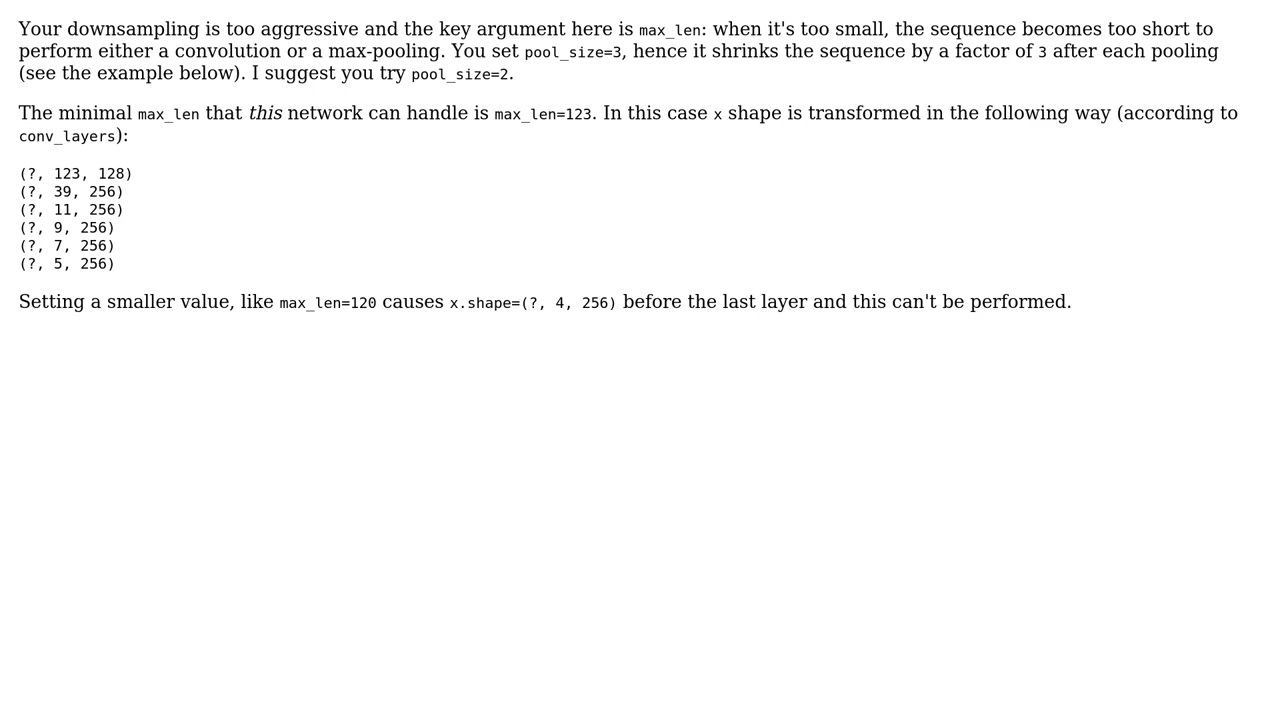 Your downsampling is too aggressive and the key argument here is max_len: when it's too small, the sequence becomes too short to
perform either a convolution or a max-pooling. You set pool_size=3, hence it shrinks the sequence by a factor of 3 after each pooling
(see the example below). I suggest you try pool_size=2.
The minimal max_len that this network can handle is max_len=123. In this case x shape is transformed in the following way (according to
conv_layers):
(?, 123, 128)
(?, 39, 256)
(?, 11, 256)
(?, 9, 256)
(?, 7, 256)
(?, 5, 256)
Setting a smaller value, like max_len=120 causes x.shape=(?, 4, 256) before the last layer and this can't be performed.